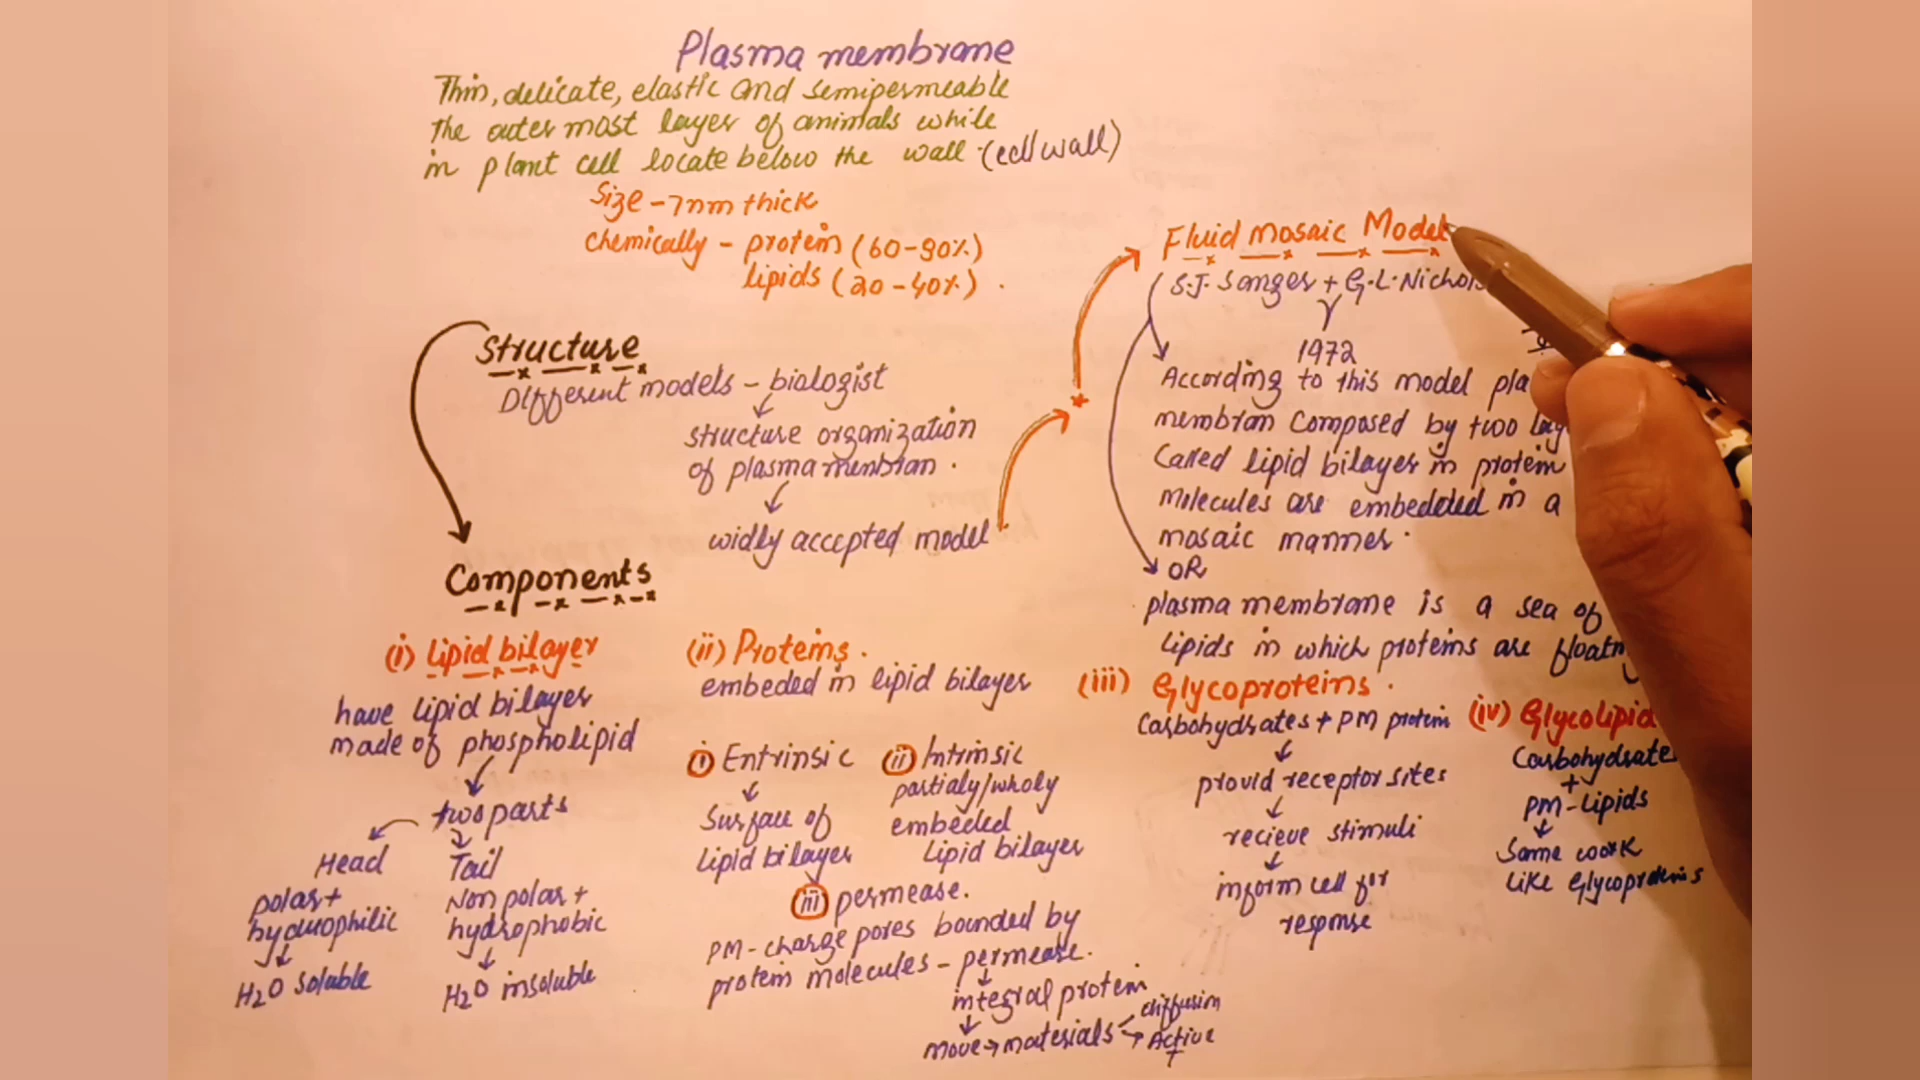 Plasma membrane
Thin, delicate, elastic and semipermeable
The outer most layer of animals while
in plant cell locate below the wall (cell wall)
Size - 7nm thick
chemically - protein (60-80%)
lipids (20-40%).
Structure
Different models - biologist
structure organization
of plasma menbran.
widly accepted model
Fluid mosaic Model
S.J. Sanger + G.L. Nichols
1972
According to this model pla
membran composed by two lay
Called lipid bilayer in protein
molecules are embedded in a
mosaic manner.
OR
plasma membrane is a sea of
Lipids in which proteins are
Components
(i) Lipid bilayer
have lipid bilayer
made of phospholipid
two parts
Head
Tail
polar +
H2O soluble
Non polar +
hydrophobic
H2O insoluble
(ii) Proteins.
embeded in lipid bilayer
(i) Entrinsic
Surface of
lipid bilayer
(ii) Intrinsic
partialy/wholy
embeded
Lipid bilayer
(iii) permease.
PM - charge pores bounded by
protein molecules - permease.
integral protein
move → materials
diffusion
Active
T
(iii) Glycoproteins.
Carbohydrates + PM protein
provid receptor sites
recieve stimuli
inform cell for
response
(iv) Glycolipid
Carbohydrate
+
PM - Lipids
Same work
Like Glycoproteins